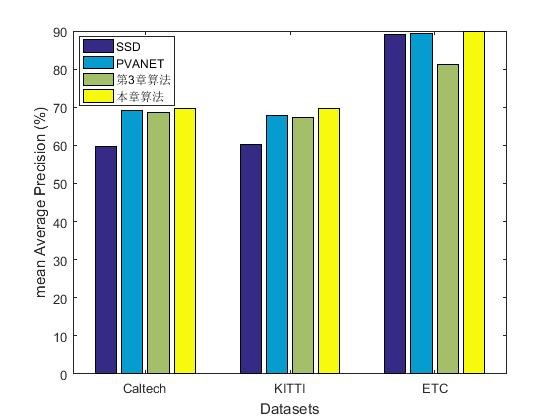 90
80
70
60
50
40
30
20
10
0
mean Average Precision (%)
SSD
PVANET
第3章算法
本章算法
Caltech
KITTI
ETC
Datasets